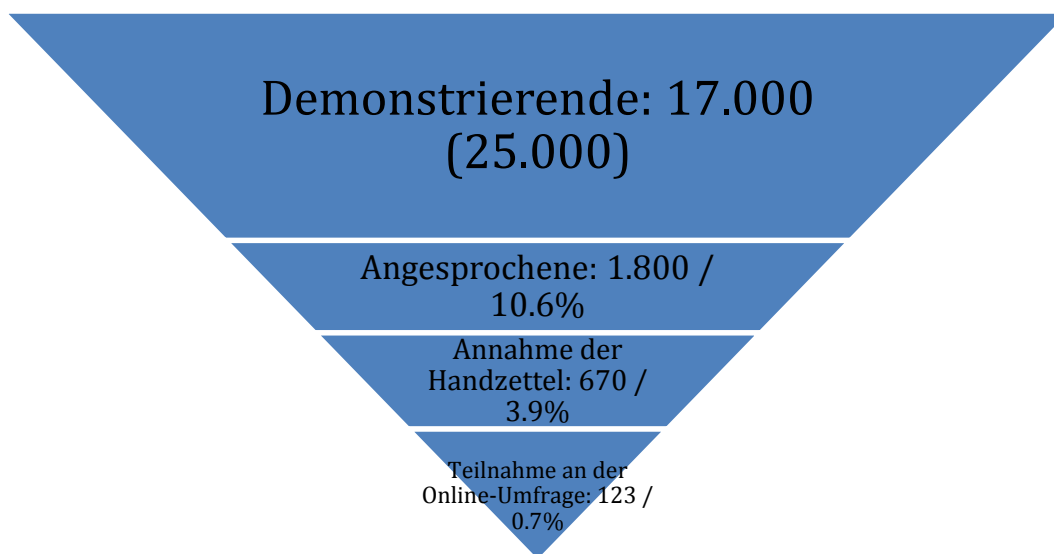 Demonstrierende: 17.000
(25.000)
Angesprochene: 1.800 /
10.6%
Annahme der
Handzettel: 670 /
3.9%
Teilnahme an der
Online-Umfrage: 123 /
0.7%